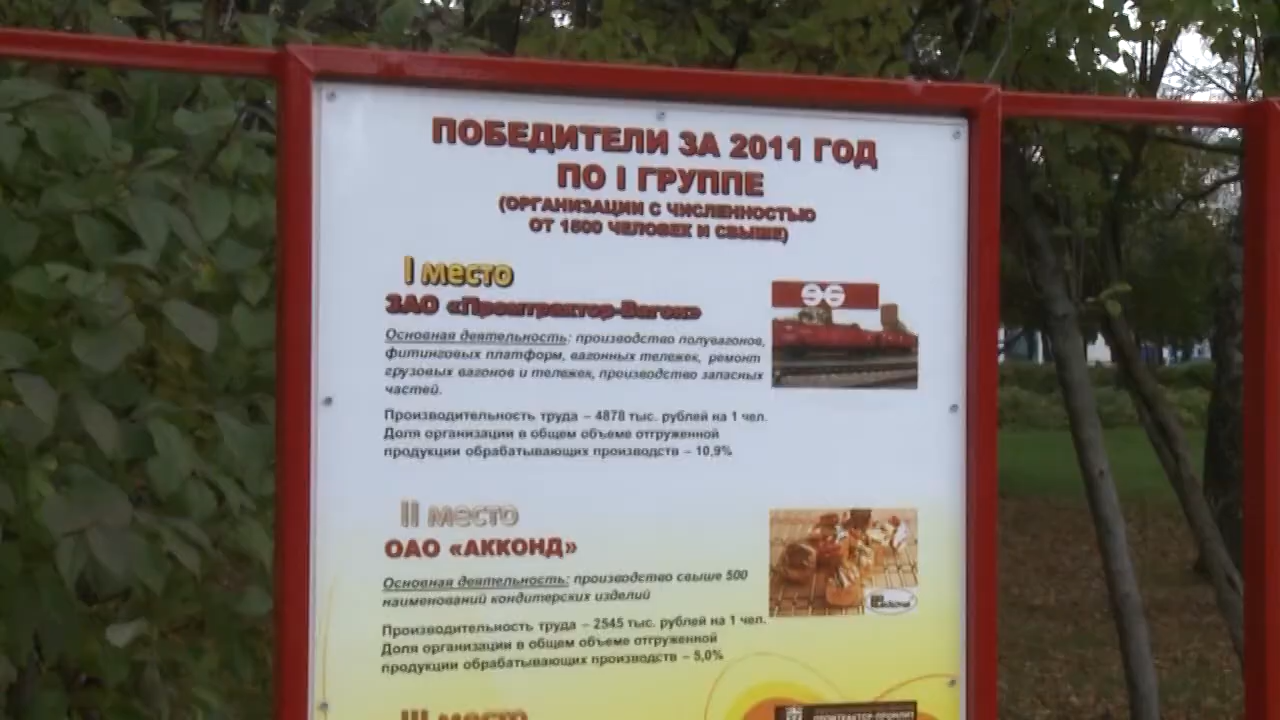 ПОБЕДИТЕЛИ ЗА 2011 ГОД
ПО I ГРУППЕ
(ОРГАНИЗАЦИИ С ЧИСЛЕННОСТЬЮ
ОТ 1500 ЧЕЛОВЕК И СВЫШЕ)
I место
ЗАО «Промтрактор-Вагон»
Основная деятельность: производство полувагонов,
фитинговых платформ, вагонных тележек, ремонт
грузовых вагонов и тележек, производство запасных
частей.
Производительность труда – 4878 тыс. рублей на 1 чел.
Доля организации в общем объеме отгруженной
продукции обрабатывающих производств – 10,9%
II место
ОАО «АККОНД»
Основная деятельность: производство свыше 500
наименований кондитерских изделий
Производительность труда – 2545 тыс. рублей на 1 чел.
Доля организации в общем объеме отгруженной
продукции обрабатывающих производств – 5,0%
III место
ПРОМТРАКТОР-ПРОМЛИТ